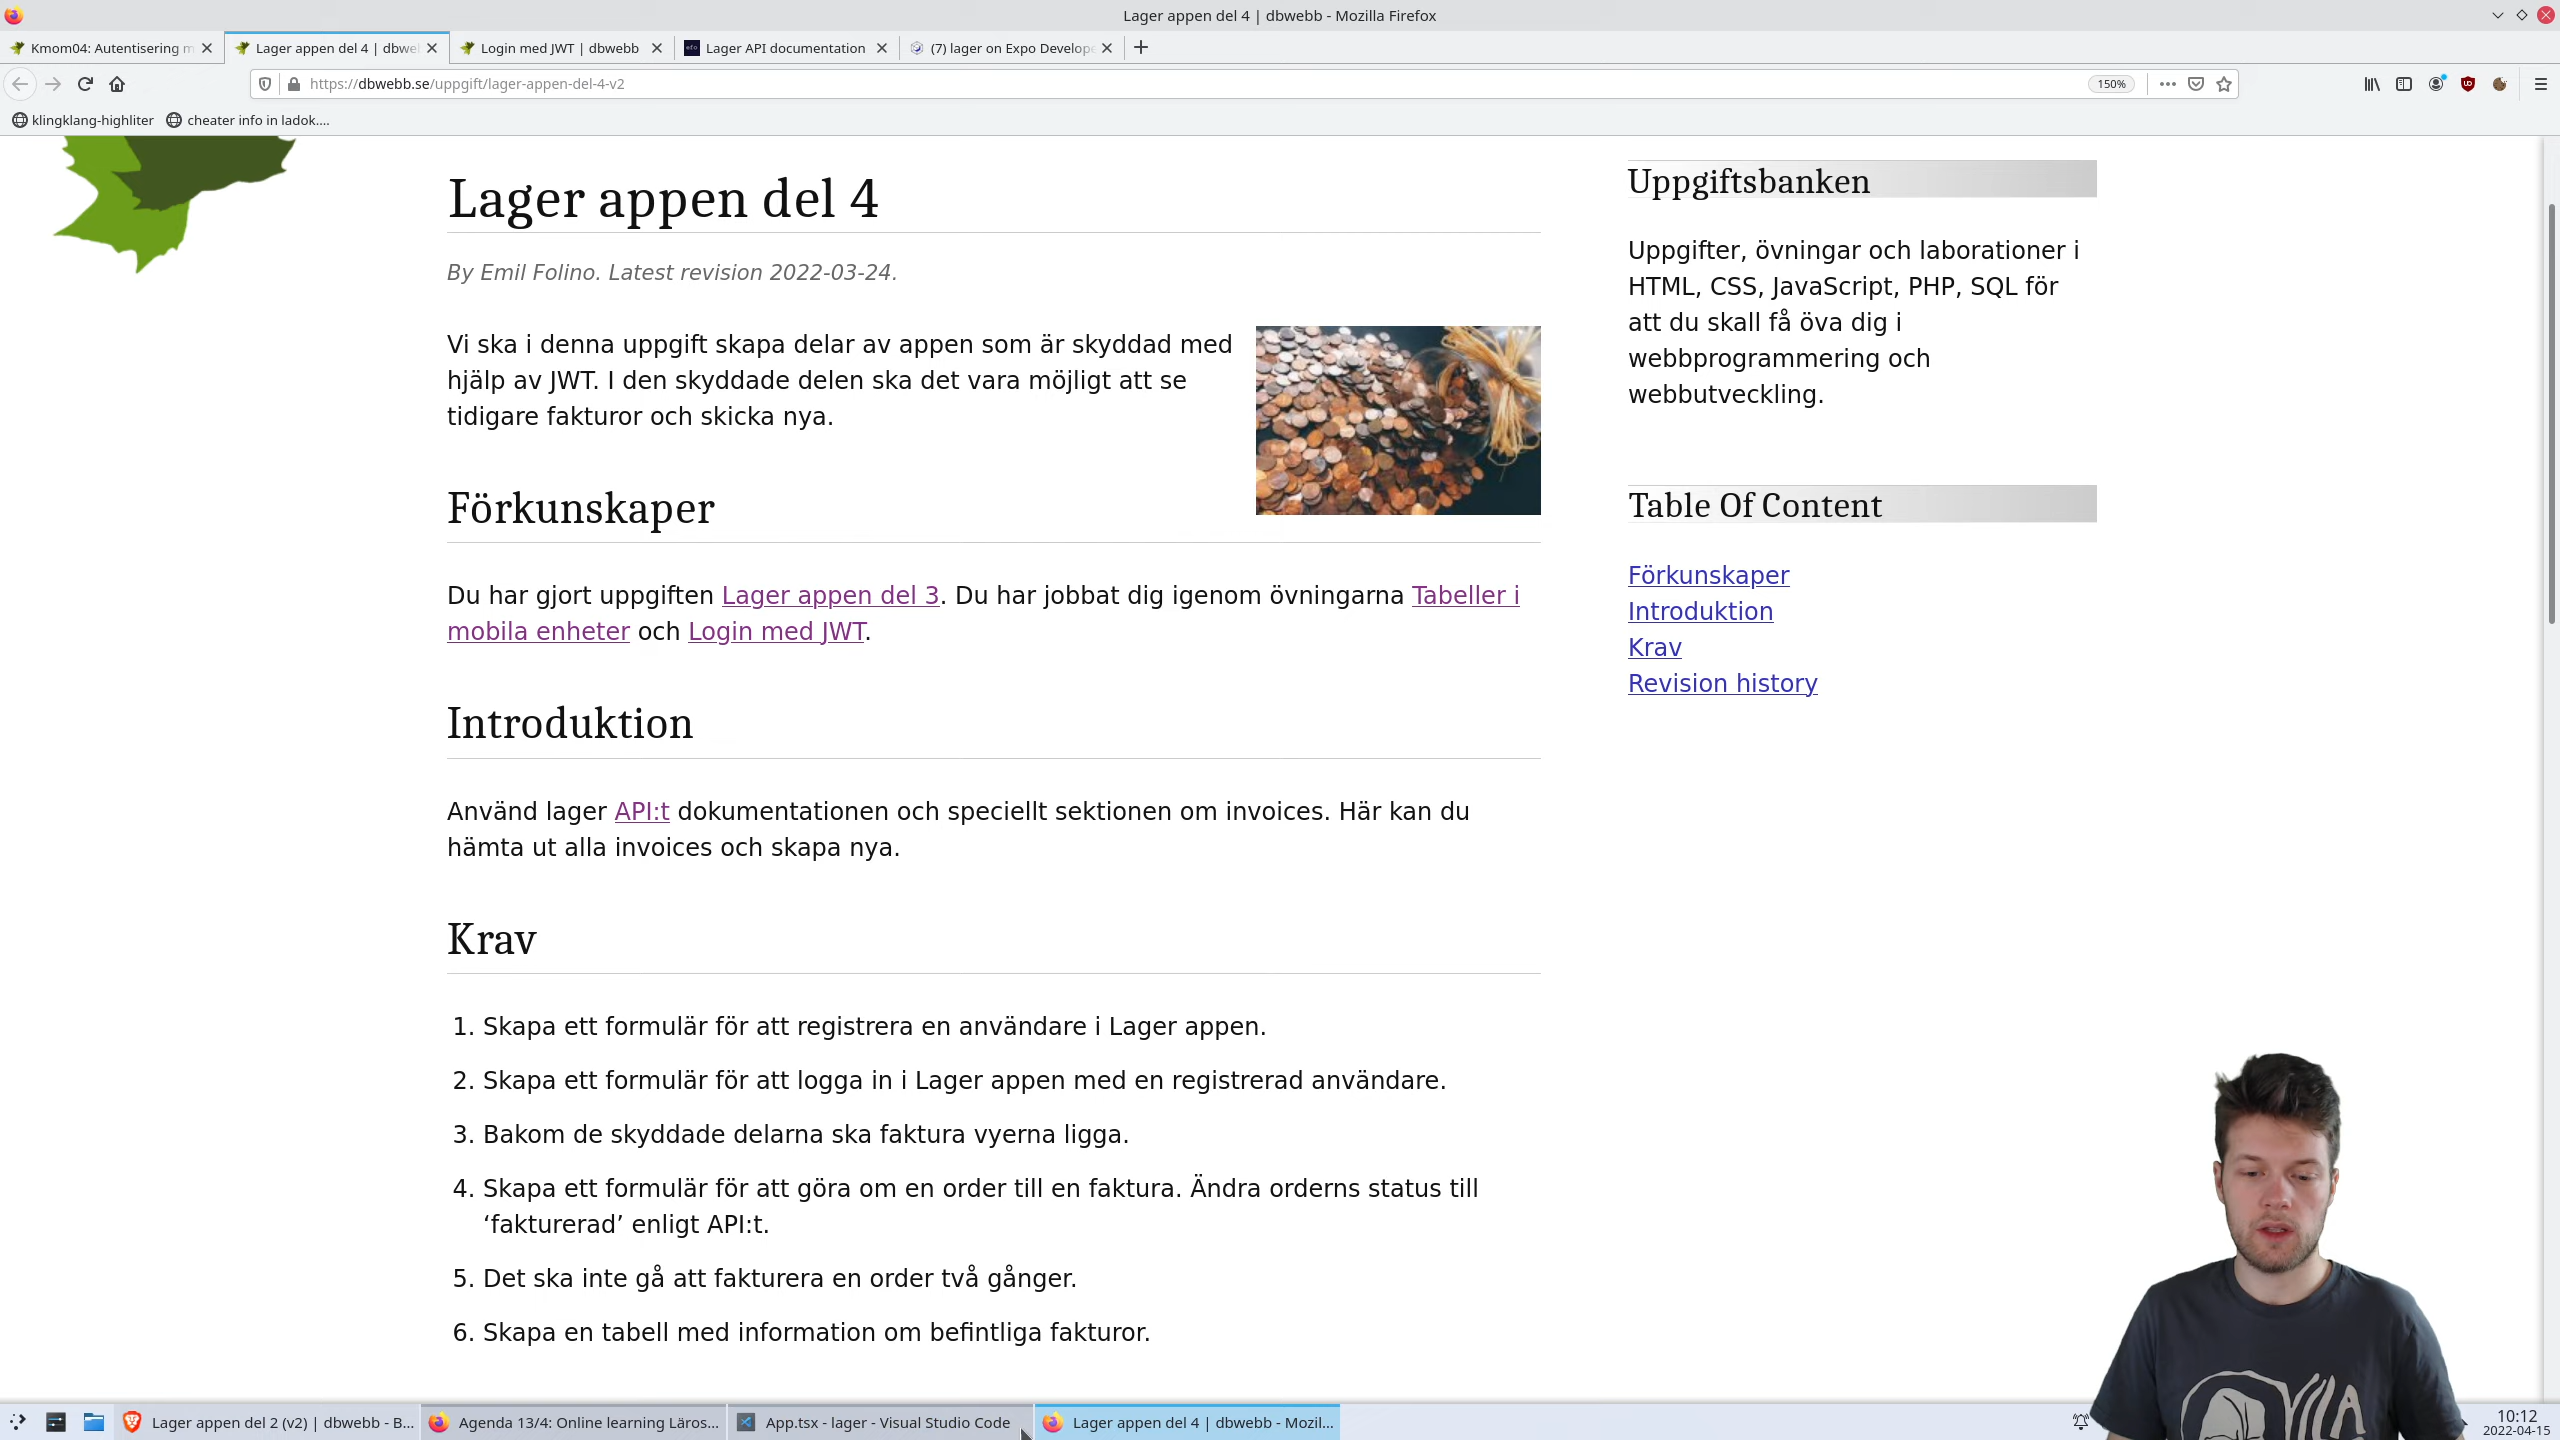 Lager appen del 4 | dbwebb - Mozilla Firefox
Kmom04: Autentisering m
Lager appen del 4 | dbwe
Login med JWT | dbwebb
Lager API documentation
(7) lager on Expo Develope
https://dbwebb.se/uppgift/lager-appen-del-4-v2
150%
klingklang-highliter
cheater info in ladok....
Lager appen del 4
By Emil Folino. Latest revision 2022-03-24.
Vi ska i denna uppgift skapa delar av appen som är skyddad med
hjälp av JWT. I den skyddade delen ska det vara möjligt att se
tidigare fakturor och skicka nya.
Förkunskaper
Du har gjort uppgiften Lager appen del 3. Du har jobbat dig igenom övningarna Tabeller i
mobila enheter och Login med JWT.
Introduktion
Använd lager API:t dokumentationen och speciellt sektionen om invoices. Här kan du
hämta ut alla invoices och skapa nya.
Krav
1. Skapa ett formulär för att registrera en användare i Lager appen.
2. Skapa ett formulär för att logga in i Lager appen med en registrerad användare.
3. Bakom de skyddade delarna ska faktura vyerna ligga.
4. Skapa ett formulär för att göra om en order till en faktura. Ändra orderns status till
‘fakturerad’ enligt API:t.
5. Det ska inte gå att fakturera en order två gånger.
6. Skapa en tabell med information om befintliga fakturor.
Uppgiftsbanken
Uppgifter, övningar och laborationer i
HTML, CSS, JavaScript, PHP, SQL för
att du skall få öva dig i
webbprogrammering och
webbutveckling.
Table Of Content
Förkunskaper
Introduktion
Krav
Revision history
Lager appen del 2 (v2) | dbwebb - B...
Agenda 13/4: Online learning Läros...
App.tsx - lager - Visual Studio Code
Lager appen del 4 | dbwebb - Mozil...
10:12
2022-04-15